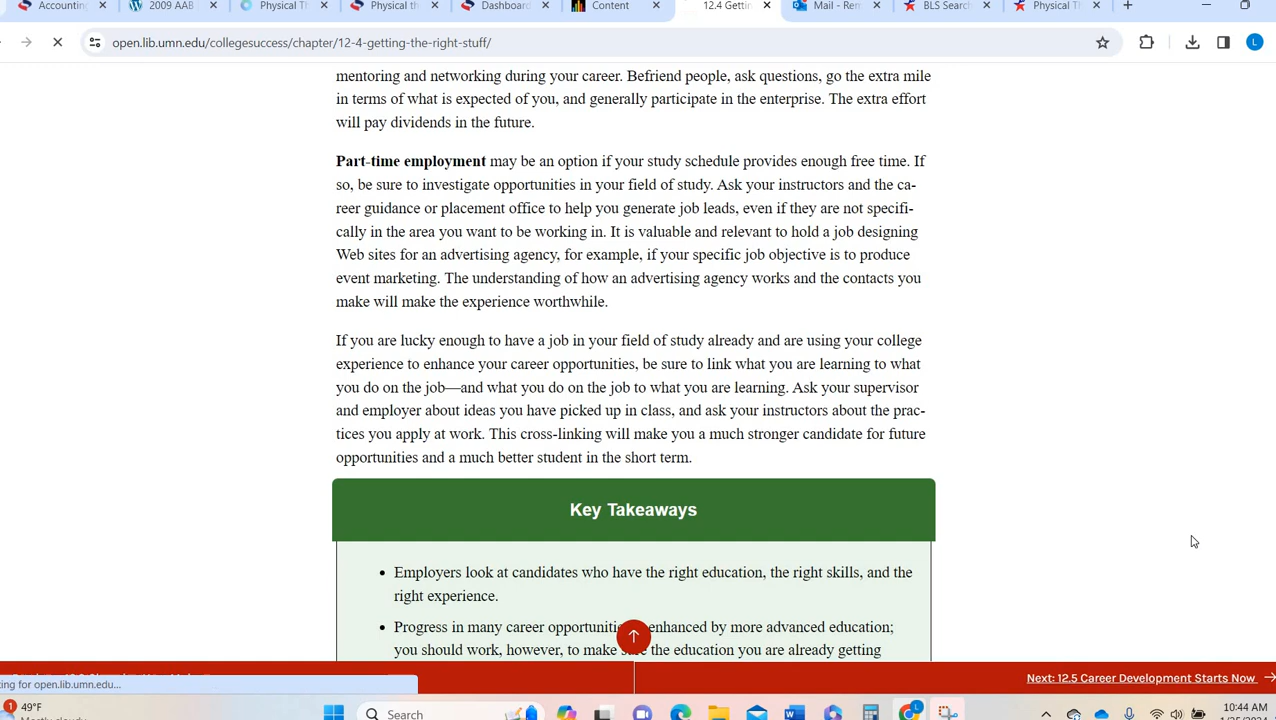 Accounting
2009 AAB
Physical Th
Physical th
Dashboard
Content
12.4 Gettin
Mail - Rem
BLS Search
Physical Th
open.lib.umn.edu/collegesuccess/chapter/12-4-getting-the-right-stuff/
L
mentoring and networking during your career. Befriend people, ask questions, go the extra mile
in terms of what is expected of you, and generally participate in the enterprise. The extra effort
will pay dividends in the future.
Part-time employment may be an option if your study schedule provides enough free time. If
so, be sure to investigate opportunities in your field of study. Ask your instructors and the ca-
reer guidance or placement office to help you generate job leads, even if they are not specifi-
cally in the area you want to be working in. It is valuable and relevant to hold a job designing
Web sites for an advertising agency, for example, if your specific job objective is to produce
event marketing. The understanding of how an advertising agency works and the contacts you
make will make the experience worthwhile.
If you are lucky enough to have a job in your field of study already and are using your college
experience to enhance your career opportunities, be sure to link what you are learning to what
you do on the job—and what you do on the job to what you are learning. Ask your supervisor
and employer about ideas you have picked up in class, and ask your instructors about the prac-
tices you apply at work. This cross-linking will make you a much stronger candidate for future
opportunities and a much better student in the short term.
Key Takeaways
• Employers look at candidates who have the right education, the right skills, and the
right experience.
• Progress in many career opportunities enhanced by more advanced education;
you should work, however, to make sure the education you are already getting
Next: 12.5 Career Development Starts Now →
ting for open.lib.umn.edu...
1
49°F
Mostly cloudy
Search
L
10:44 AM